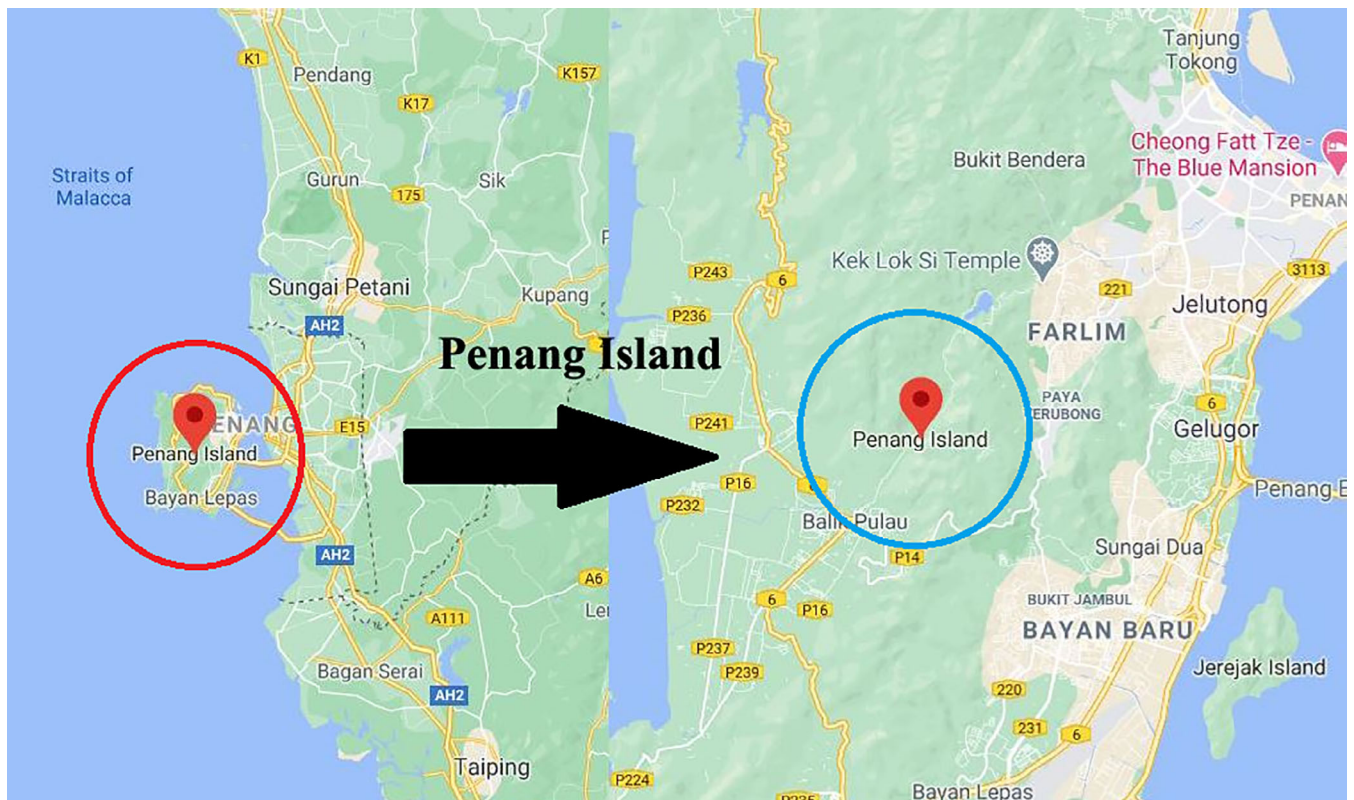 K1
Pendang
K157
K17
Straits of
Malacca
Gurun
175
Sik
Sungai Petani
Kupang
AH2
Penang Island
ENANG
E15
Penang Island
Bayan Lepas
AH2
A6
A111
Bagan Serai
AH2
Taiping
Tanjung
Tokong
Cheong Fatt Tze -
The Blue Mansion
Bukit Bendera
PENAN
Kek Lok Si Temple
P243
6
3113
221
Jelutong
P236
FARLIM
PAYA
TERUBONG
6
P241
Gelugor
Penang Island
P16
Penang B
P232
Balik Pulau
P14
Sungai Dua
6
P16
BUKIT JAMBUL
BAYAN BARU
P237
P239
Jerejak Island
220
231
6
P224
Bayan Lepas